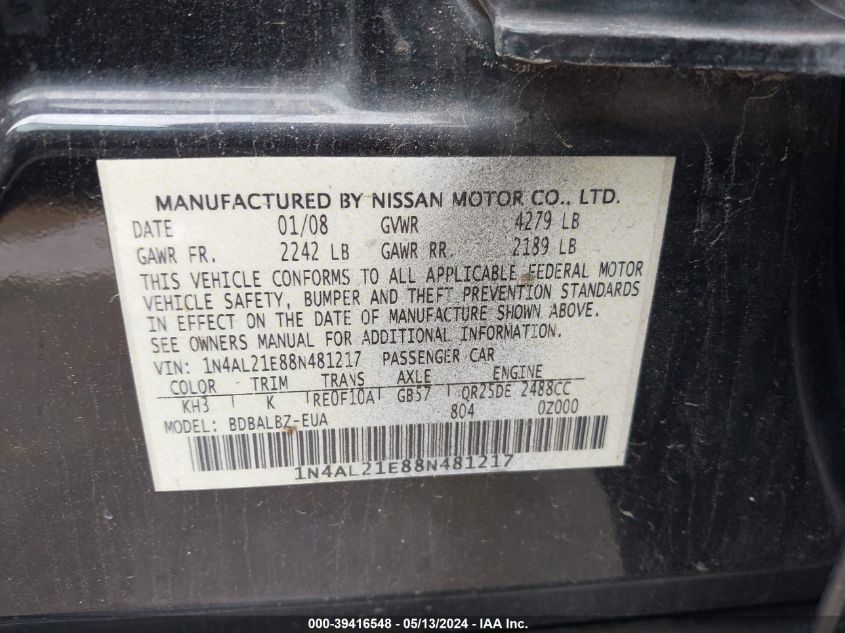 MANUFACTURED BY NISSAN MOTOR CO., LTD.
DATE 01/08 GVWR 4279 LB
GAWR FR. 2242 LB GAWR RR. 2189 LB
THIS VEHICLE CONFORMS TO ALL APPLICABLE FEDERAL MOTOR
VEHICLE SAFETY, BUMPER AND THEFT PREVENTION STANDARDS
IN EFFECT ON THE DATE OF MANUFACTURE SHOWN ABOVE.
SEE OWNERS MANUAL FOR ADDITIONAL INFORMATION.
VIN: 1N4AL21E88N481217 PASSENGER CAR
COLOR TRIM TRANS AXLE ENGINE
KH3 K RE0F10A GB57 QR25DE 2488CC
MODEL: BDBALBZ-EUA 804 0Z000
1N4AL21E88N481217
000-39416548 - 05/13/2024 - IAA Inc.